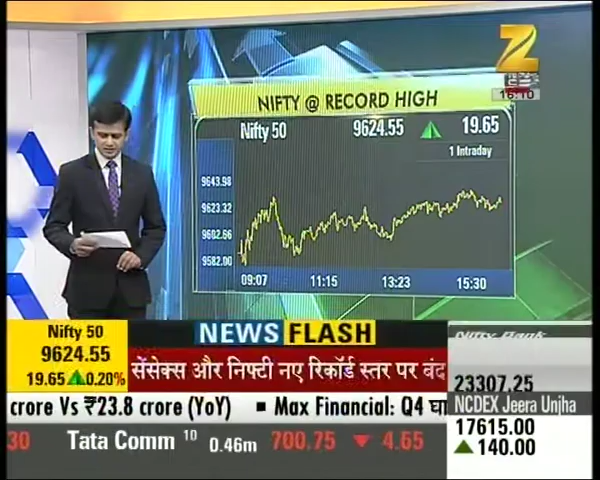 16:10
NIFTY @ RECORD HIGH
Nifty 50 9624.55 19.65
1 Intraday
9643.98
9623.32
9602.66
9582.00
09:07 11:15 13:23 15:30
Nifty 50
9624.55
19.65 0.20%
NEWS FLASH
सेंसेक्स और निफ्टी नए रिकॉर्ड स्तर पर बंद
Nifty Bank
23307.25
NCDEX Jeera Unjha
17615.00
140.00
crore Vs ₹23.8 crore (YoY) ■ Max Financial: Q4 घा
30 Tata Comm 10 0.46m 700.75 4.65